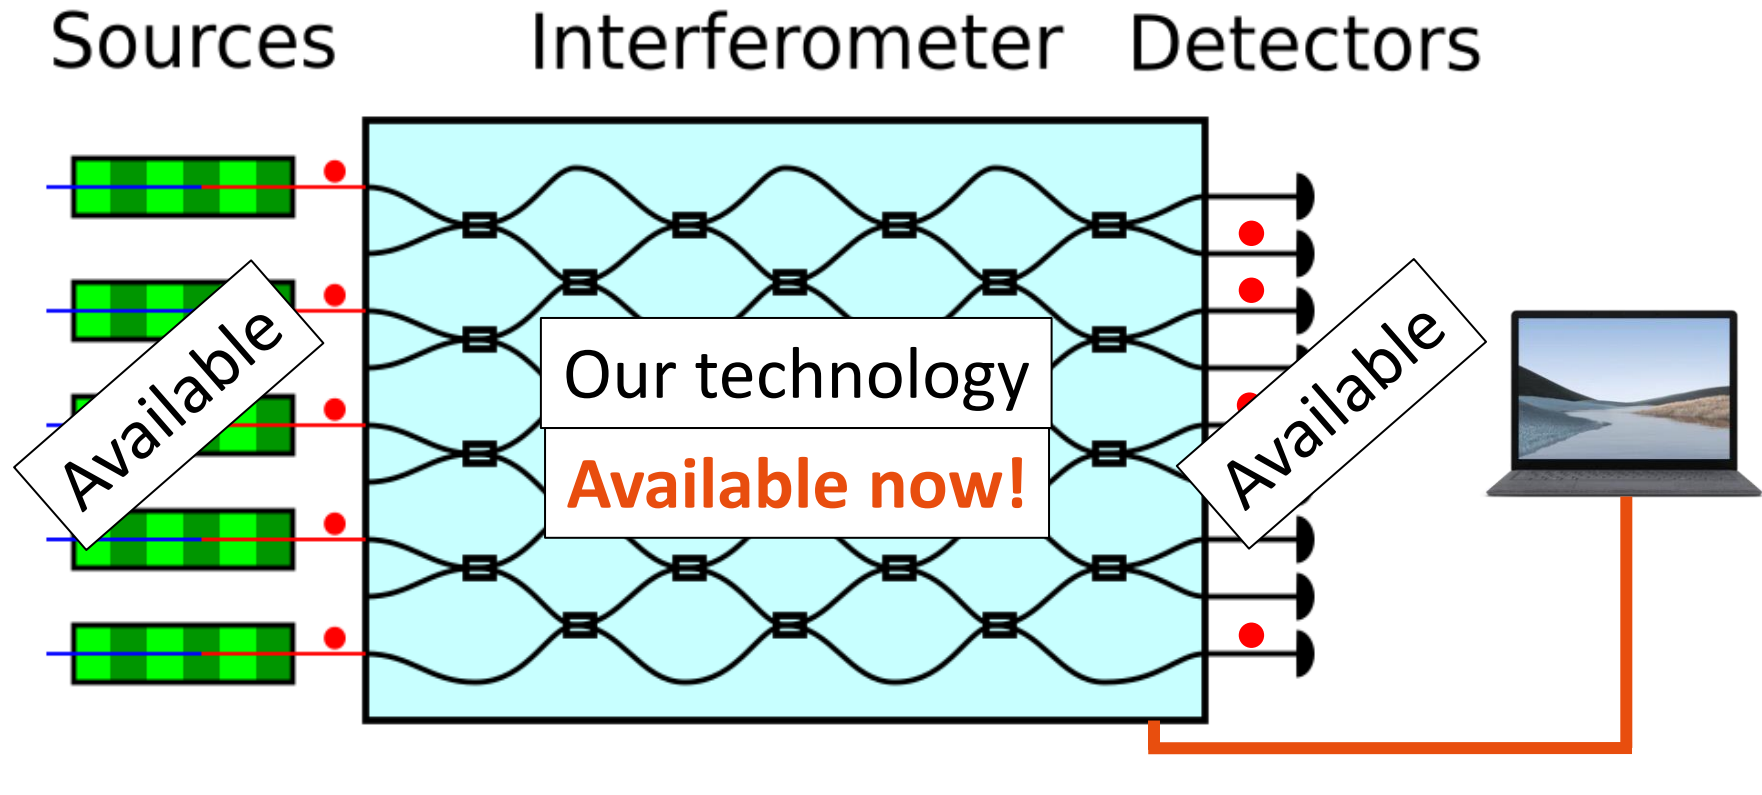 Sources
Interferometer
Detectors
Available
Our technology
Available now!
Available